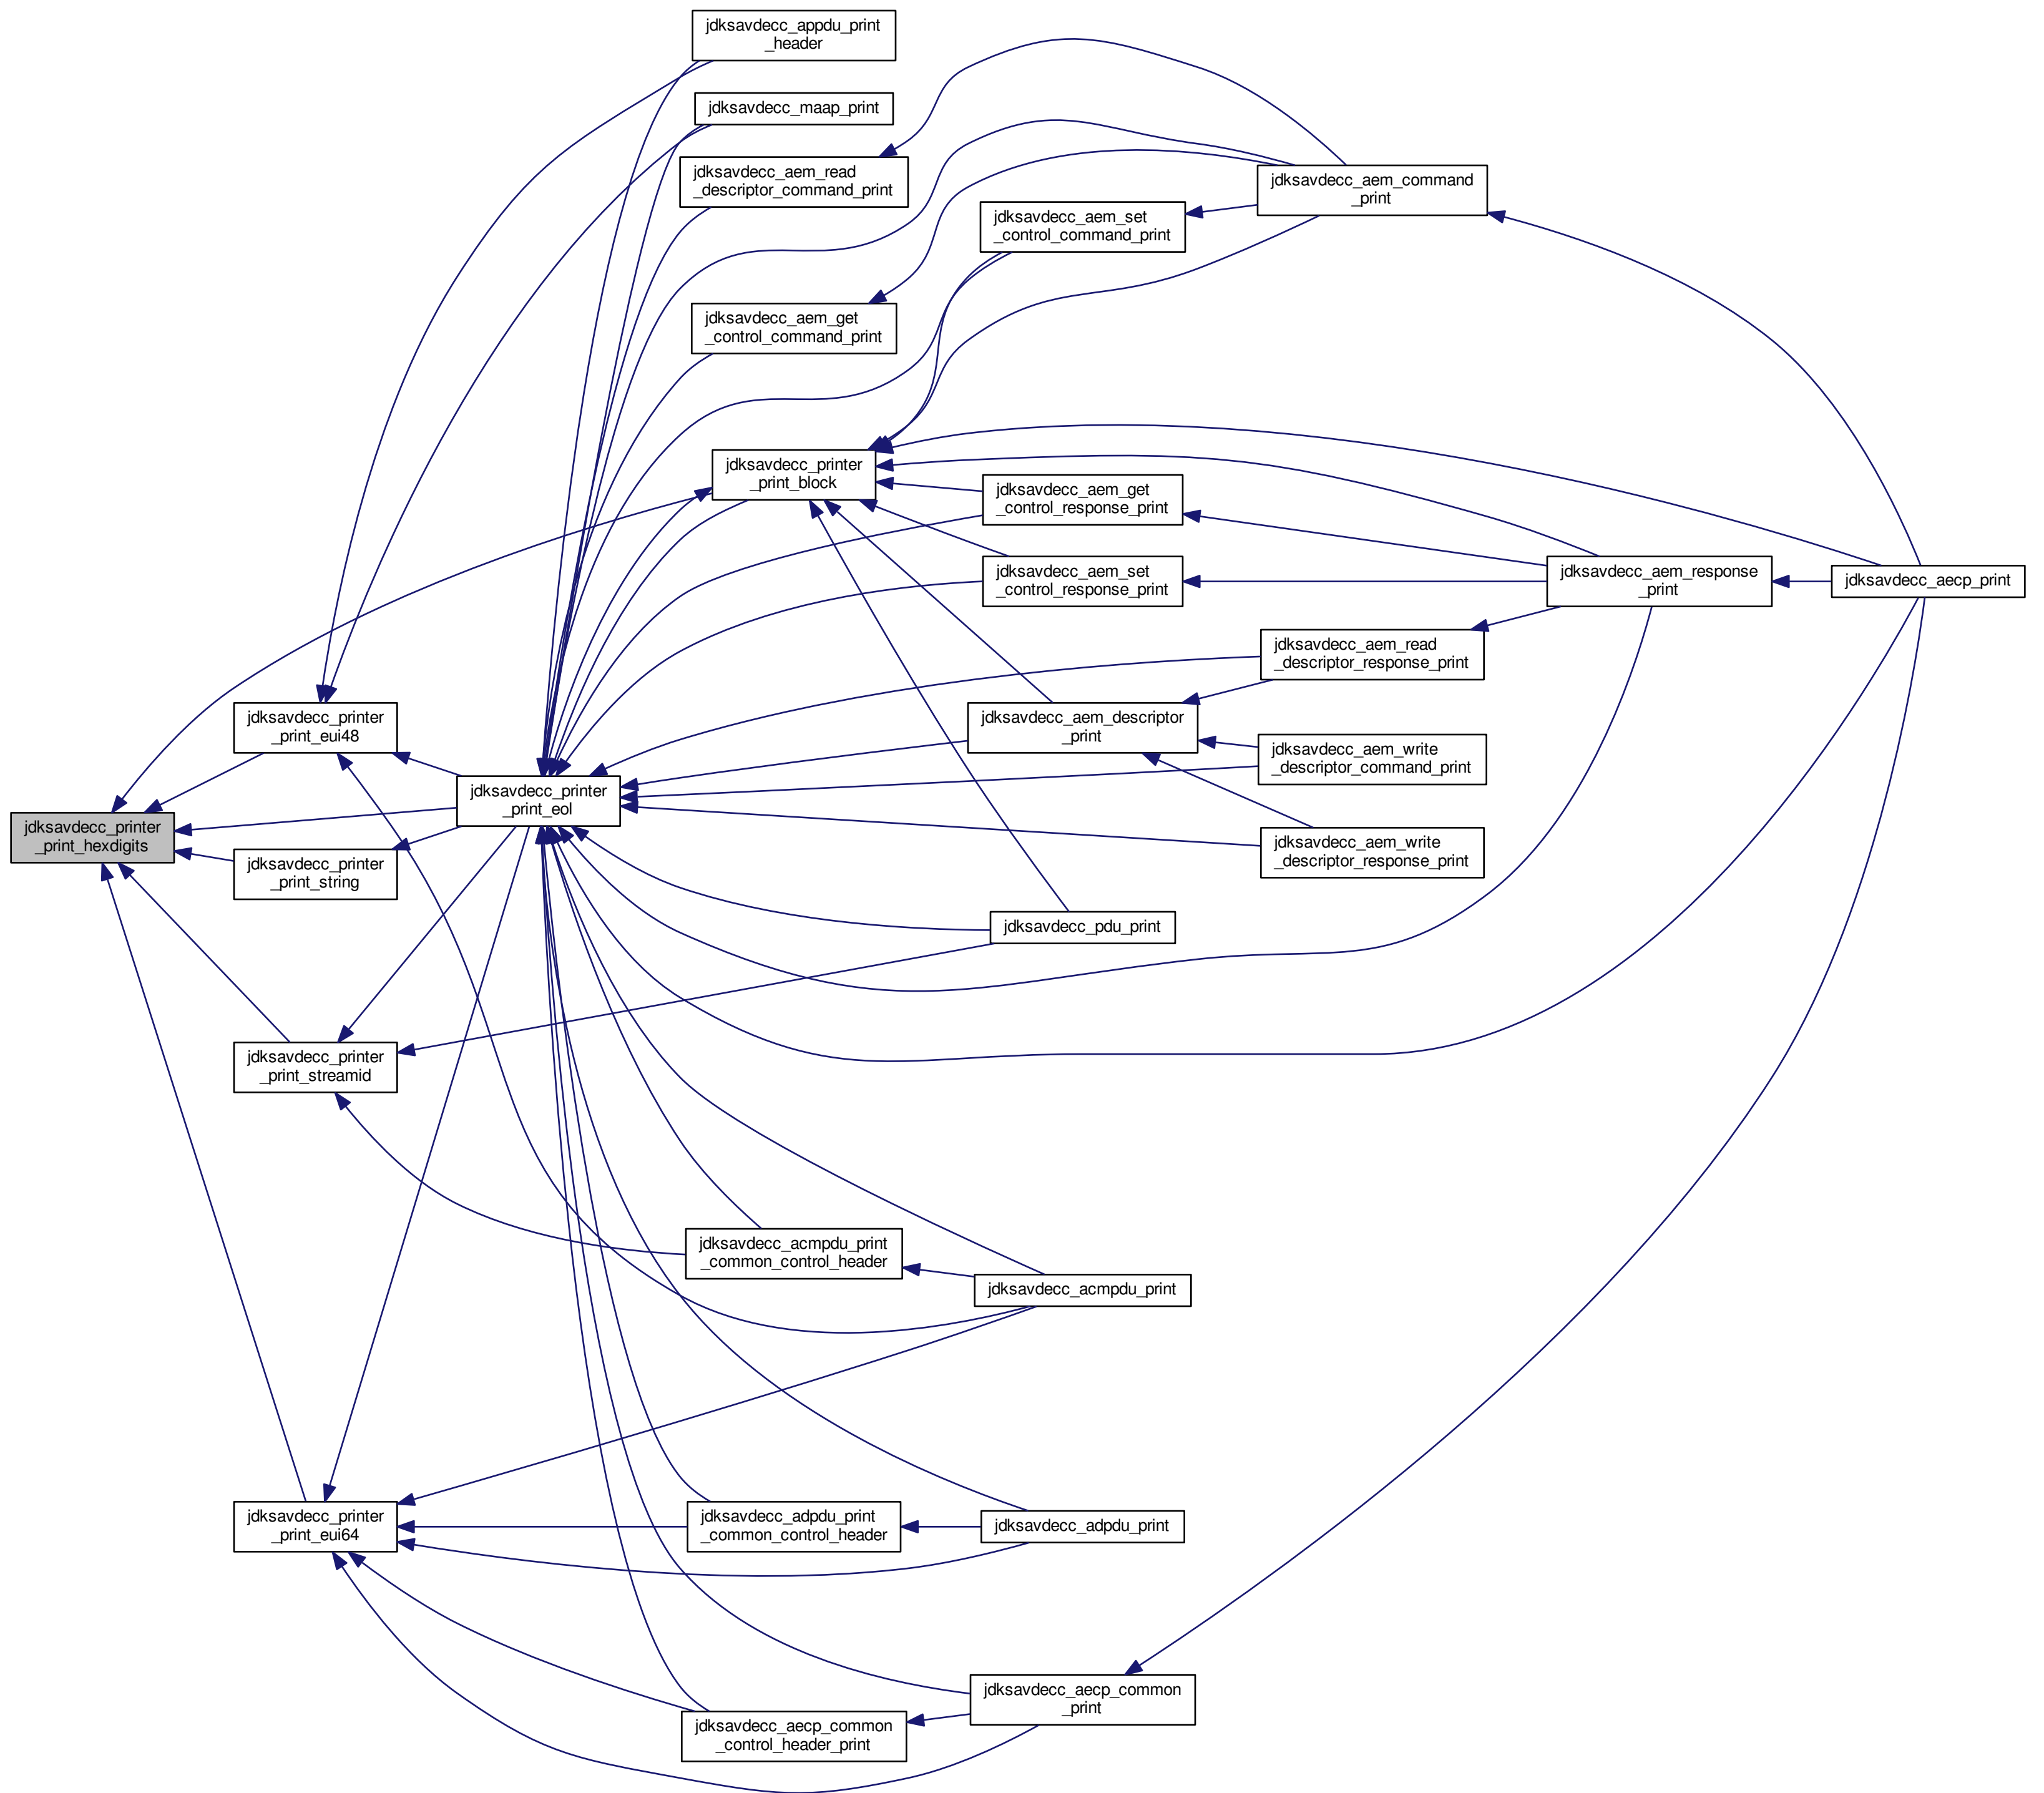 jdksavdecc_appdu_print
_header
jdksavdecc_maap_print
jdksavdecc_aem_read
_descriptor_command_print
jdksavdecc_aem_command
_print
jdksavdecc_aem_set
_control_command_print
jdksavdecc_aem_get
_control_command_print
jdksavdecc_printer
_print_block
jdksavdecc_aem_get
_control_response_print
jdksavdecc_aem_set
_control_response_print
jdksavdecc_aem_response
_print
jdksavdecc_aecp_print
jdksavdecc_aem_read
_descriptor_response_print
jdksavdecc_printer
_print_eui48
jdksavdecc_aem_descriptor
_print
jdksavdecc_aem_write
_descriptor_command_print
jdksavdecc_printer
_print_eol
jdksavdecc_printer
_print_hexdigits
jdksavdecc_aem_write
_descriptor_response_print
jdksavdecc_printer
_print_string
jdksavdecc_pdu_print
jdksavdecc_printer
_print_streamid
jdksavdecc_acmpdu_print
_common_control_header
jdksavdecc_acmpdu_print
jdksavdecc_printer
_print_eui64
jdksavdecc_adpdu_print
_common_control_header
jdksavdecc_adpdu_print
jdksavdecc_aecp_common
_print
jdksavdecc_aecp_common
_control_header_print